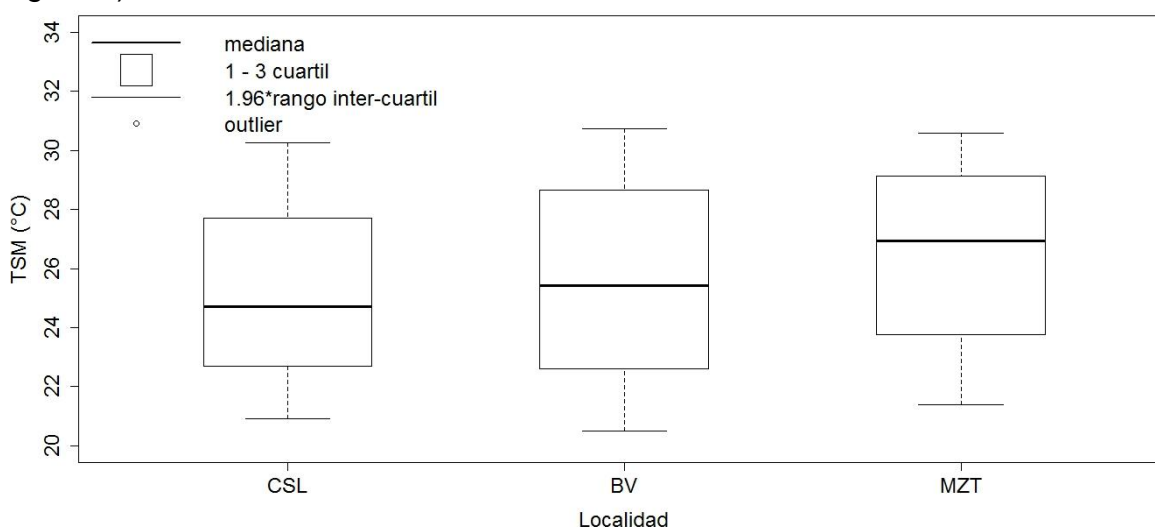 mediana
1 - 3 cuartil
1.96*rango inter-cuartil
outlier
TSM (°C)
34
32
30
28
26
24
22
20
CSL BV MZT
Localidad